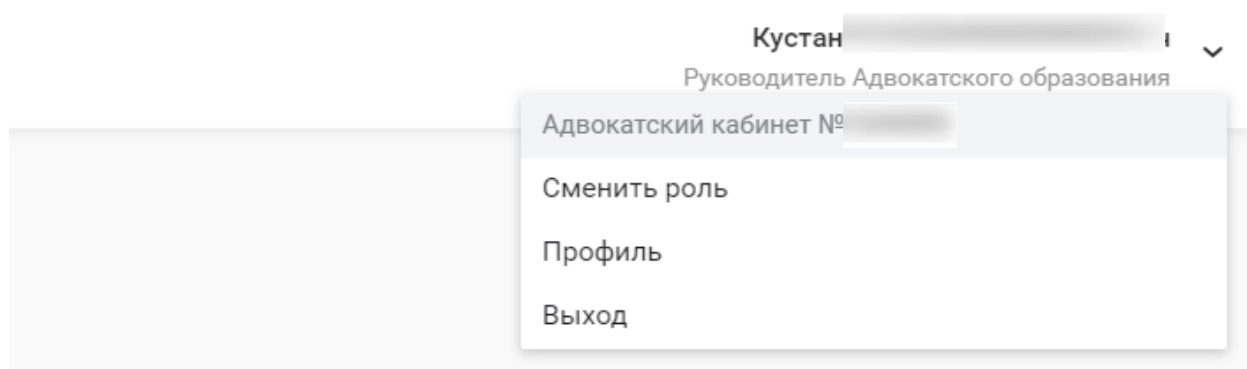 Кустан
Руководитель Адвокатского образования
Адвокатский кабинет №
Сменить роль
Профиль
Выход